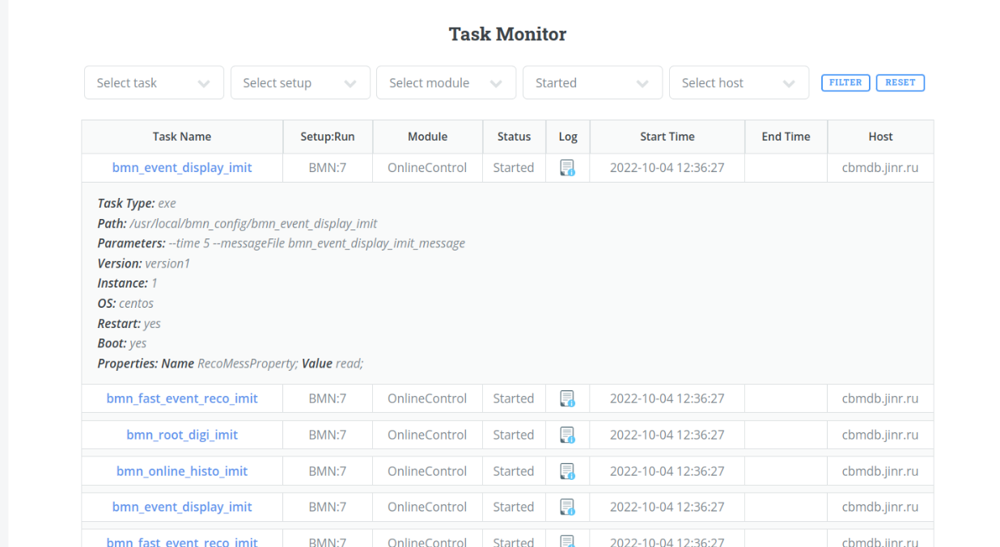 Task Monitor
Select task Select setup Select module Started Select host FILTER RESET
Task Name Setup:Run Module Status Log Start Time End Time Host
bmn_event_display_imit BMN:7 OnlineControl Started 2022-10-04 12:36:27 cbmdb.jinr.ru
Task Type: exe
Path: /usr/local/bmn_config/bmn_event_display_imit
Parameters: --time 5 --messageFile bmn_event_display_imit_message
Version: version1
Instance: 1
OS: centos
Restart: yes
Boot: yes
Properties: Name RecoMessProperty; Value read;
bmn_fast_event_reco_imit BMN:7 OnlineControl Started 2022-10-04 12:36:27 cbmdb.jinr.ru
bmn_root_digi_imit BMN:7 OnlineControl Started 2022-10-04 12:36:27 cbmdb.jinr.ru
bmn_online_histo_imit BMN:7 OnlineControl Started 2022-10-04 12:36:27 cbmdb.jinr.ru
bmn_event_display_imit BMN:7 OnlineControl Started 2022-10-04 12:36:27 cbmdb.jinr.ru
bmn_fast_event_reco_imit BMN:7 OnlineControl Started 2022-10-04 12:36:27 cbmdb.jinr.ru